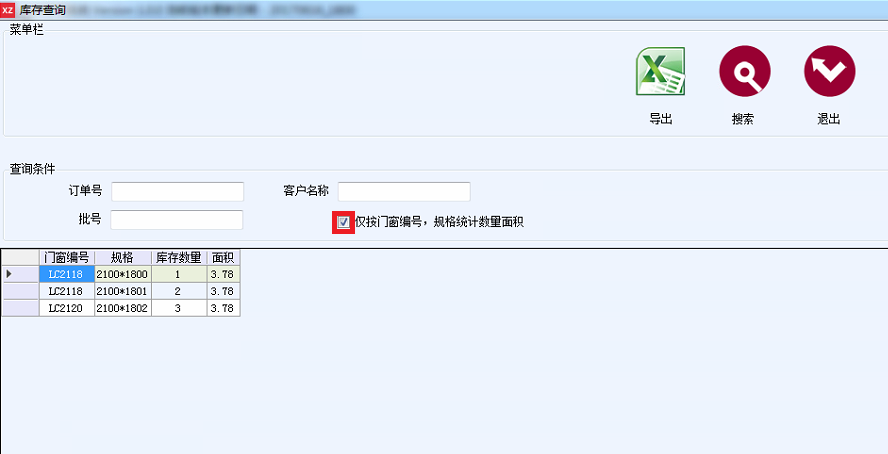 XZ 库存查询
菜单栏
导出 搜索 退出
查询条件
订单号 客户名称
批号 仅按门窗编号，规格统计数量面积
门窗编号 规格 库存数量 面积
LC2118 2100*1800 1 3.78
LC2118 2100*1801 2 3.78
LC2120 2100*1802 3 3.78